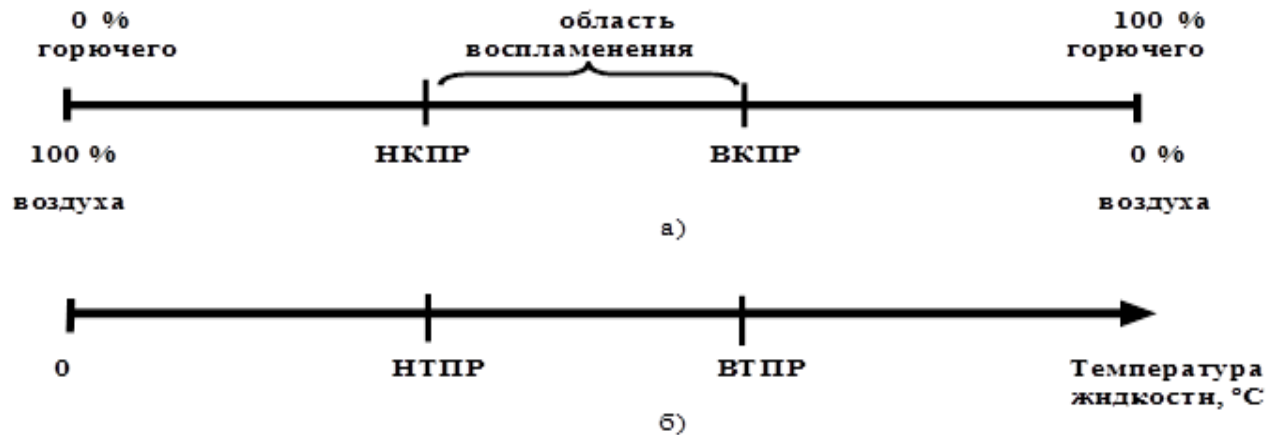 0 % горючего
область воспламенения
100 % горючего
100 % воздуха
НКПР
ВКПР
0 % воздуха
а)
0
НТПР
ВТПР
Температура жидкости, °С
б)